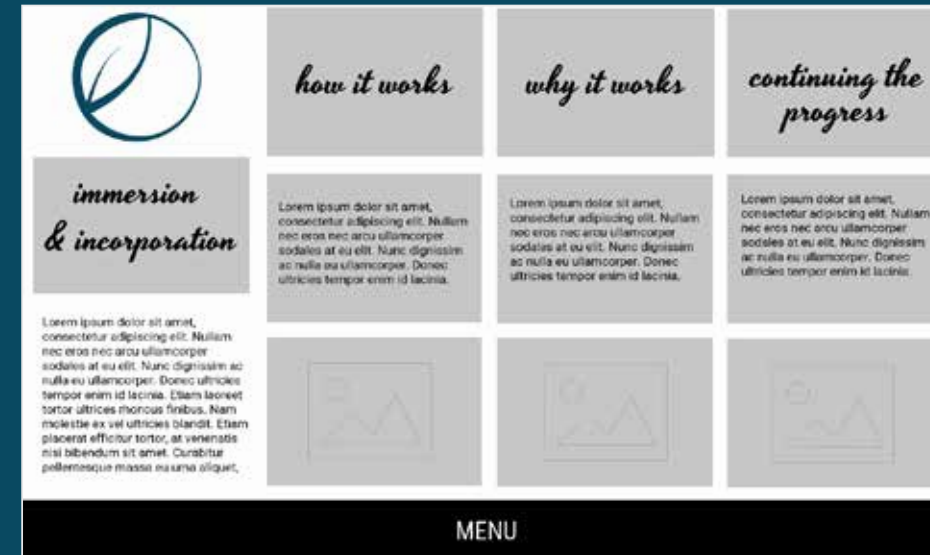 how it works
why it works
continuing the
progress
immersion
& incorporation
Lorem ipsum dolor sit amet,
consectetur adipiscing elit. Nullam
nec eros nec arcu ullamcorper
sodales at eu elit. Nunc dignissim
ac nulla eu ullamcorper. Donec
ultricies tempor enim id lacinia.
Lorem ipsum dolor sit amet,
consectetur adipiscing elit. Nullam
nec eros nec arcu ullamcorper
sodales at eu elit. Nunc dignissim
ac nulla eu ullamcorper. Donec
ultricies tempor enim id lacinia.
Lorem ipsum dolor sit amet,
consectetur adipiscing elit. Nullam
nec eros nec arcu ullamcorper
sodales at eu elit. Nunc dignissim
ac nulla eu ullamcorper. Donec
ultricies tempor enim id lacinia.
Lorem ipsum dolor sit amet,
consectetur adipiscing elit. Nullam
nec eros nec arcu ullamcorper
sodales at eu elit. Nunc dignissim ac
nulla eu ullamcorper. Donec ultricies
tempor enim id lacinia. Etiam laoreet
tortor ultrices rhoncus finibus. Nam
molestie ex vel ultricies blandit. Etiam
placerat efficitur tortor, at venenatis
nisi bibendum sit amet. Curabitur
pellentesque massa eu urna aliquet,
MENU